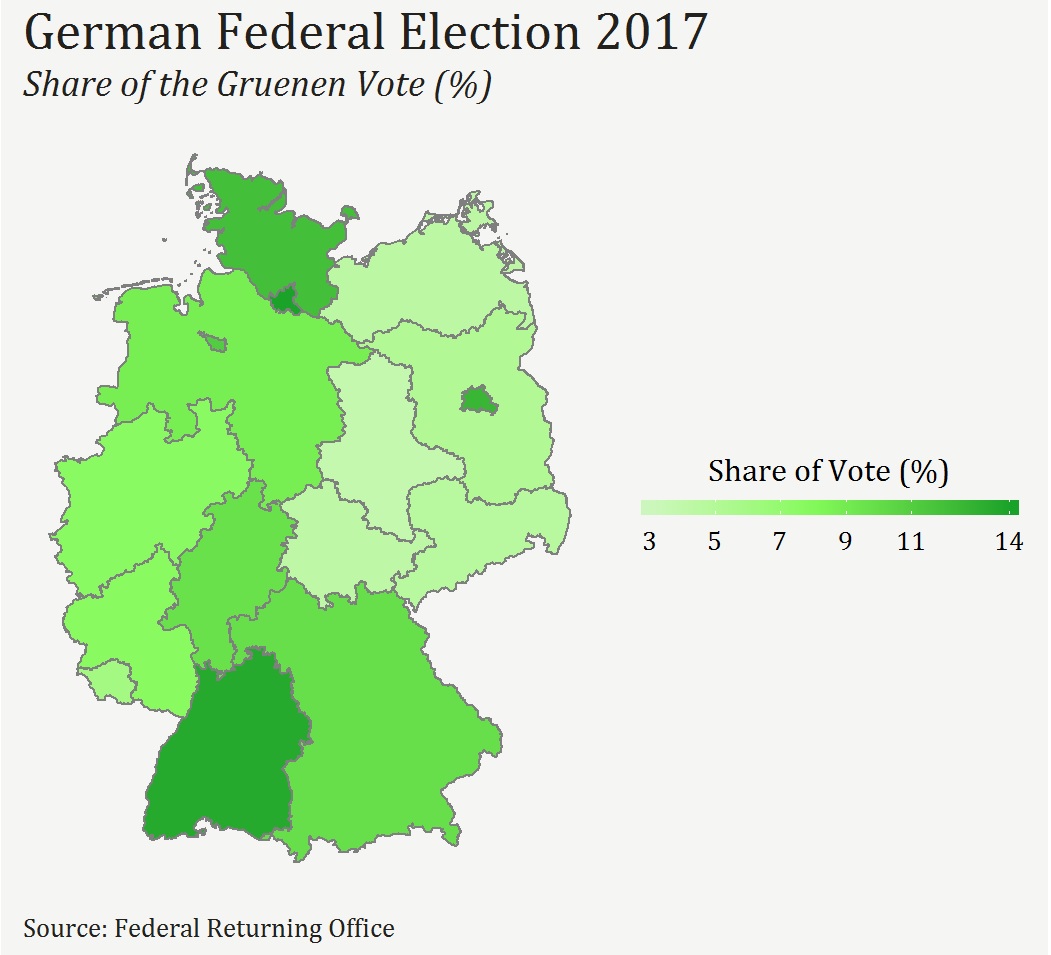 German Federal Election 2017
Share of the Gruenen Vote (%)
Share of Vote (%)
3 5 7 9 11 14
Source: Federal Returning Office